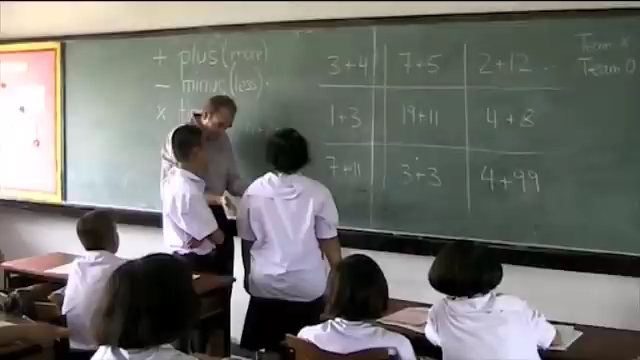 + plus (more)
- minus (less)
x
3+4 7+5 2+12
1+3 19+11 4+8
7+11 3+3 4+99
Team X
Team O